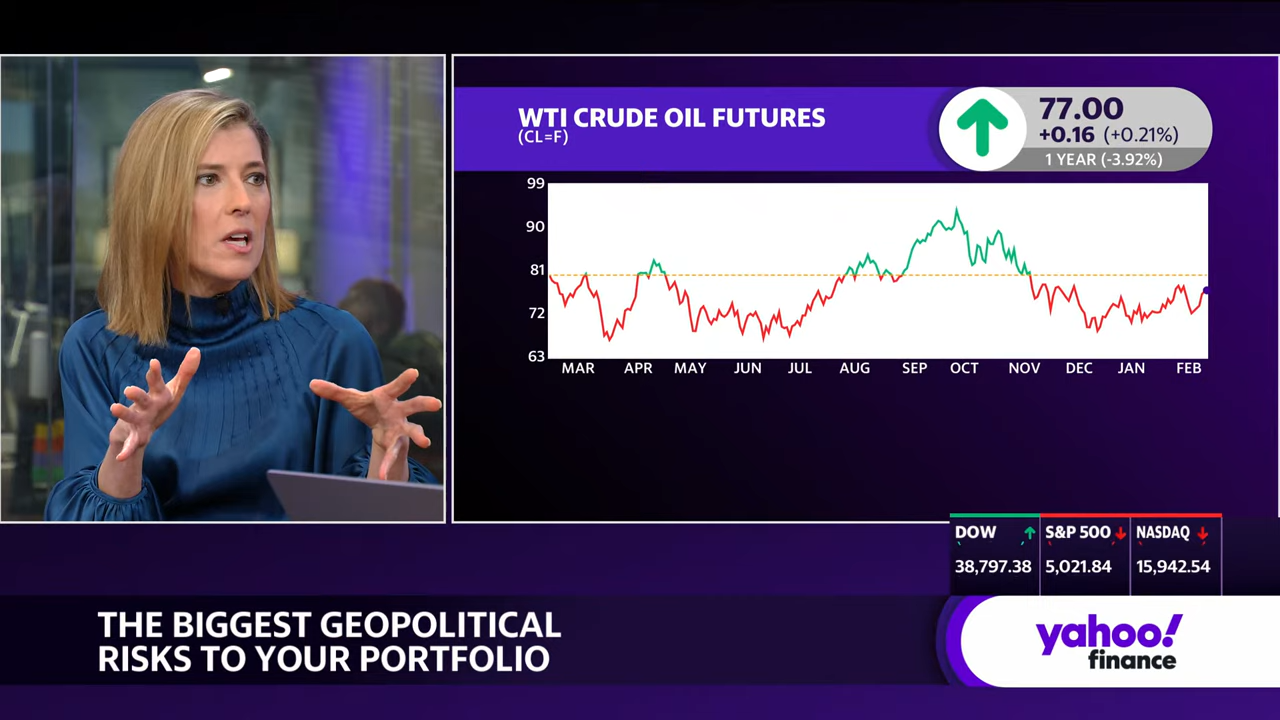 WTI CRUDE OIL FUTURES
(CL=F)
77.00
+0.16 (+0.21%)
1 YEAR (-3.92%)
99
90
81
72
63
MAR APR MAY JUN JUL AUG SEP OCT NOV DEC JAN FEB
DOW S&P 500 NASDAQ
38,797.38 5,021.84 15,942.54
THE BIGGEST GEOPOLITICAL
RISKS TO YOUR PORTFOLIO
yahoo!
finance